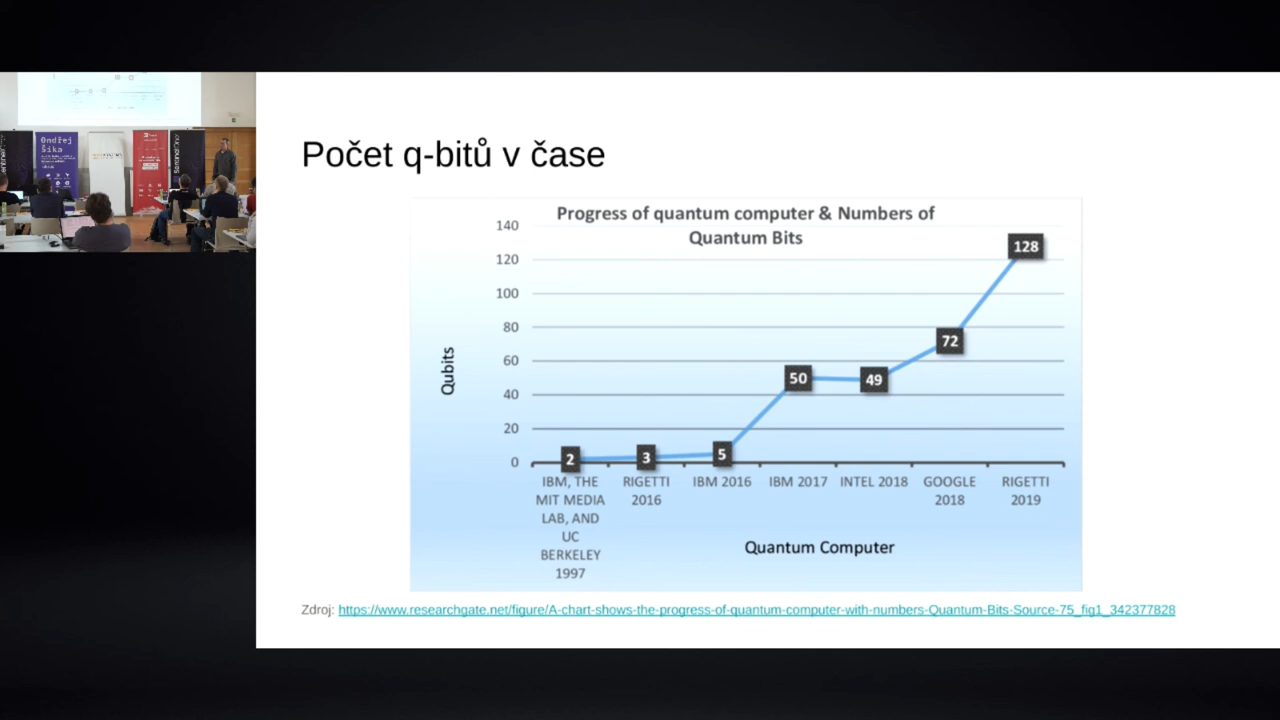 Ondřej
Šika
Počet q-bitů v čase
Progress of quantum computer & Numbers of
Quantum Bits
140
120
100
80
60
40
20
0
Qubits
2
3
5
50
49
72
128
IBM, THE
MIT MEDIA
LAB, AND
UC
BERKELEY
1997
RIGETTI
2016
IBM 2016
IBM 2017
INTEL 2018
GOOGLE
2018
RIGETTI
2019
Quantum Computer
Zdroj: https://www.researchgate.net/figure/A-chart-shows-the-progress-of-quantum-computer-with-numbers-Quantum-Bits-Source-75_fig1_342377828